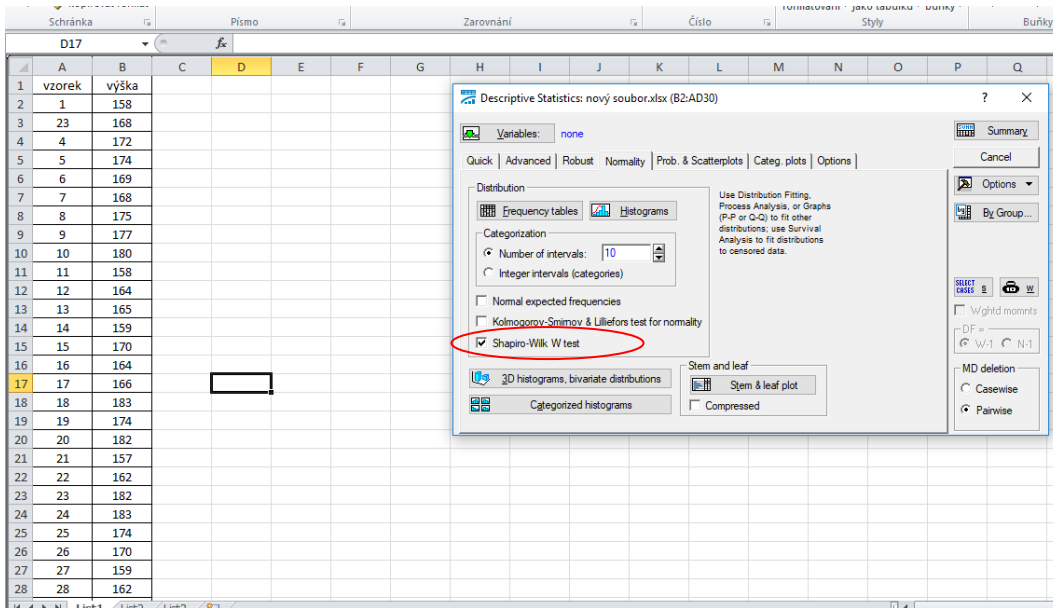 Schránka Písmo Zarovnání Číslo Styly Buňky
D17 fx
A B C D E F G H I J K L M N O P Q
1 vzorek výška
2 1 158
3 23 168
4 4 172
5 5 174
6 6 169
7 7 168
8 8 175
9 9 177
10 10 180
11 11 158
12 12 164
13 13 165
14 14 159
15 15 170
16 16 164
17 17 166
18 18 183
19 19 174
20 20 182
21 21 157
22 22 162
23 23 182
24 24 183
25 25 174
26 26 170
27 27 159
28 28 162
List1 List2 List3
Descriptive Statistics: nový soubor.xlsx (B2:AD30) ?
Variables: none
Summary
Quick Advanced Robust Normality Prob. & Scatterplots Categ. plots Options
Cancel
Options
By Group...
Distribution
Frequency tables Histograms
Use Distribution Fitting,
Process Analysis, or Graphs
(P-P or Q-Q) to fit other
distributions; use Survival
Analysis to fit distributions
to censored data.
Categorization
Number of intervals: 10
Integer intervals (categories)
Normal expected frequencies
Kolmogorov-Smirnov & Lilliefors test for normality
Shapiro-Wilk W test
3D histograms, bivariate distributions
Categorized histograms
Stem and leaf
Stem & leaf plot
Compressed
SELECT
CASES S W
Wghtd momnts
DF =
W-1 N-1
MD deletion
Casewise
Pairwise